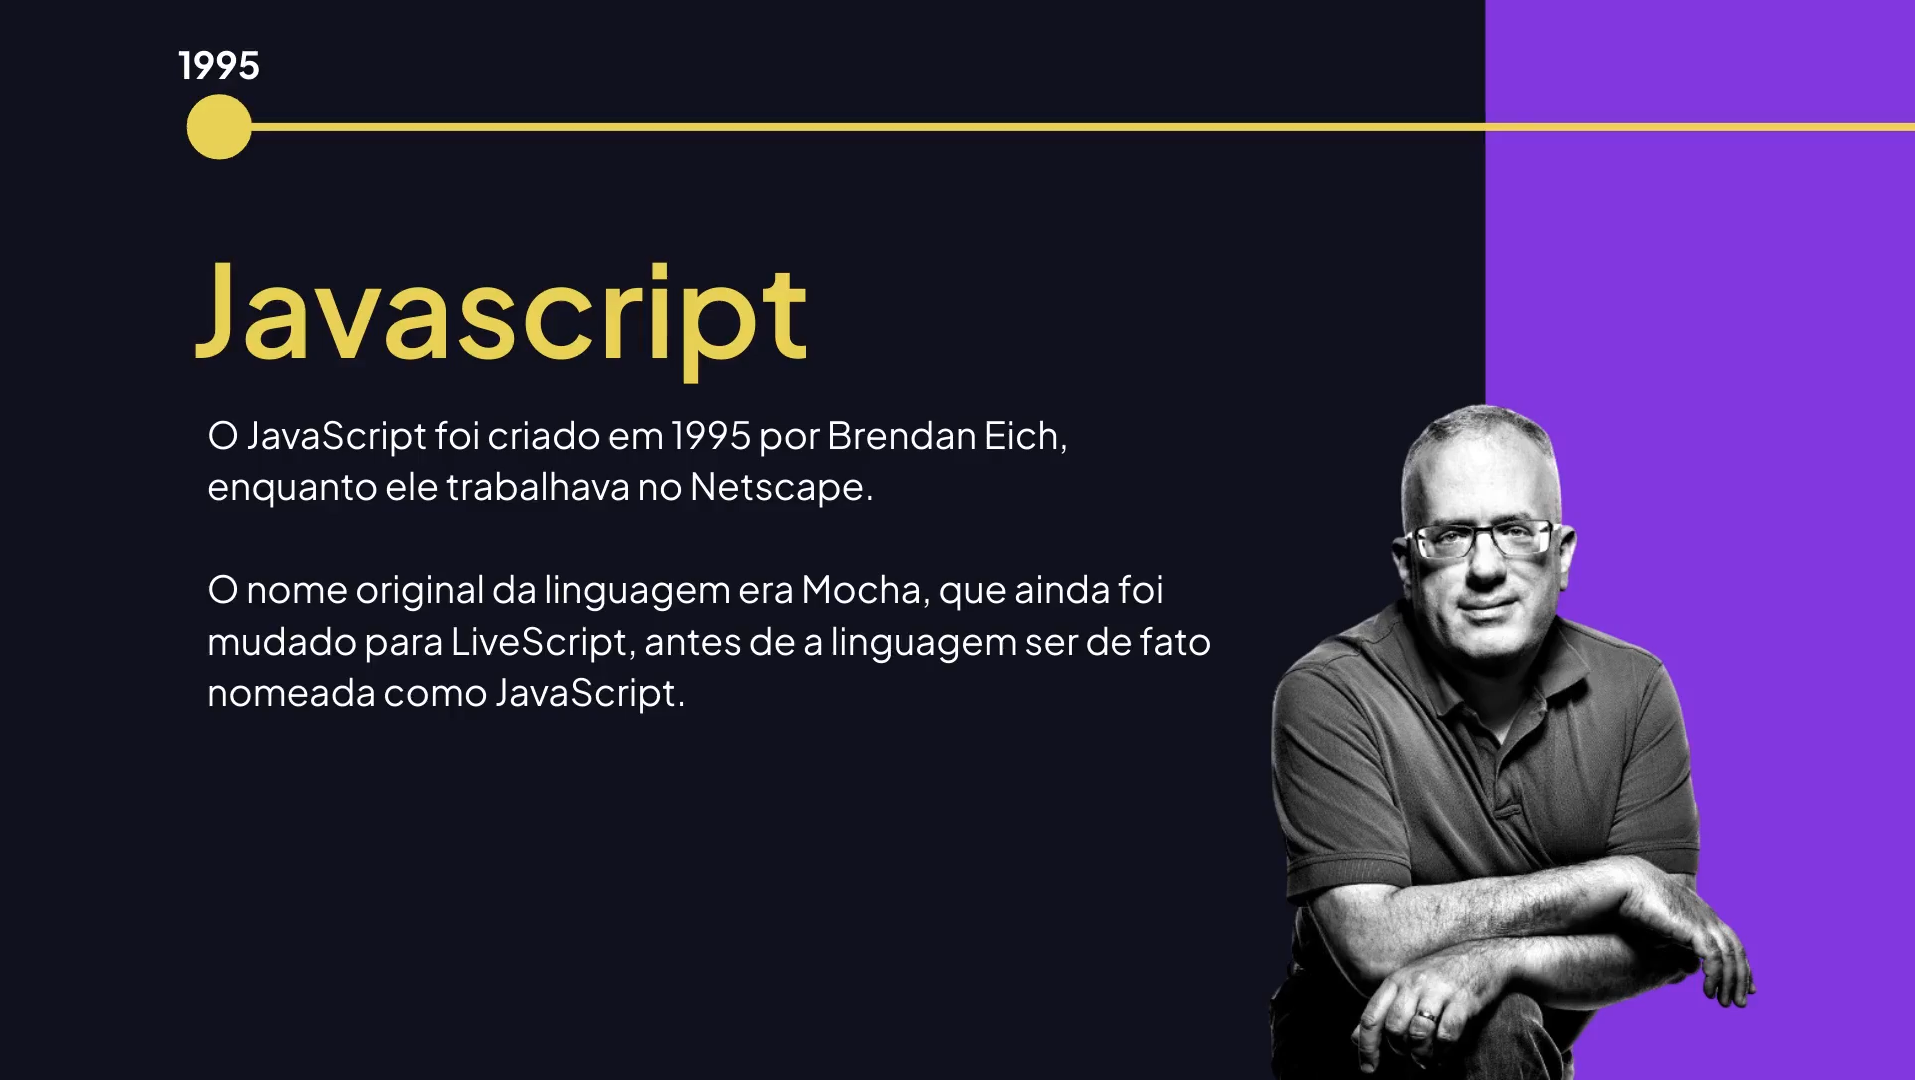 1995
Javascript
O JavaScript foi criado em 1995 por Brendan Eich,
enquanto ele trabalhava no Netscape.
O nome original da linguagem era Mocha, que ainda foi
mudado para LiveScript, antes de a linguagem ser de fato
nomeada como JavaScript.